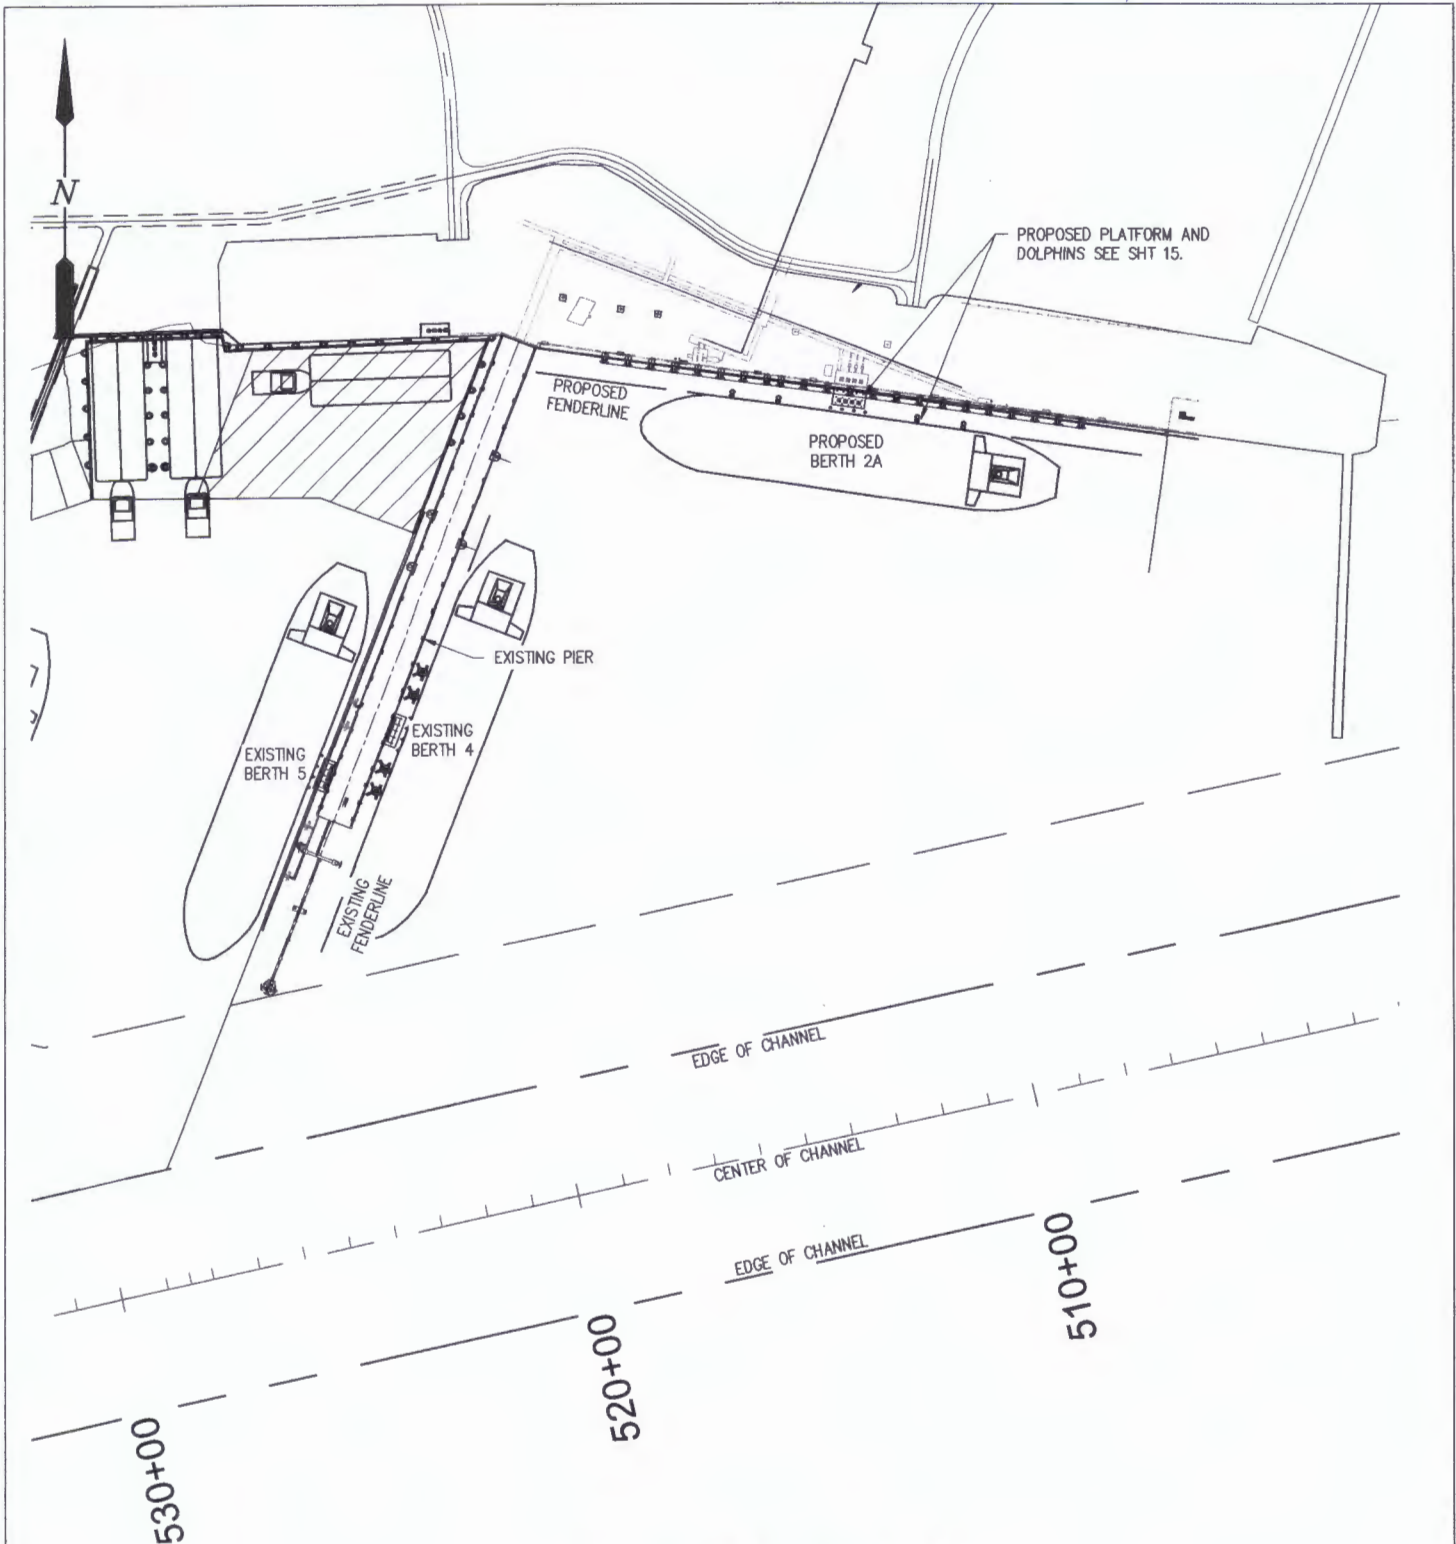 N
PROPOSED PLATFORM AND
DOLPHINS SEE SHT 15.
PROPOSED
FENDERLINE
PROPOSED
BERTH 2A
EXISTING PIER
EXISTING
BERTH 4
EXISTING
BERTH 5
EXISTING
FENDERLINE
EDGE OF CHANNEL
CENTER OF CHANNEL
EDGE OF CHANNEL
510+00
520+00
530+00